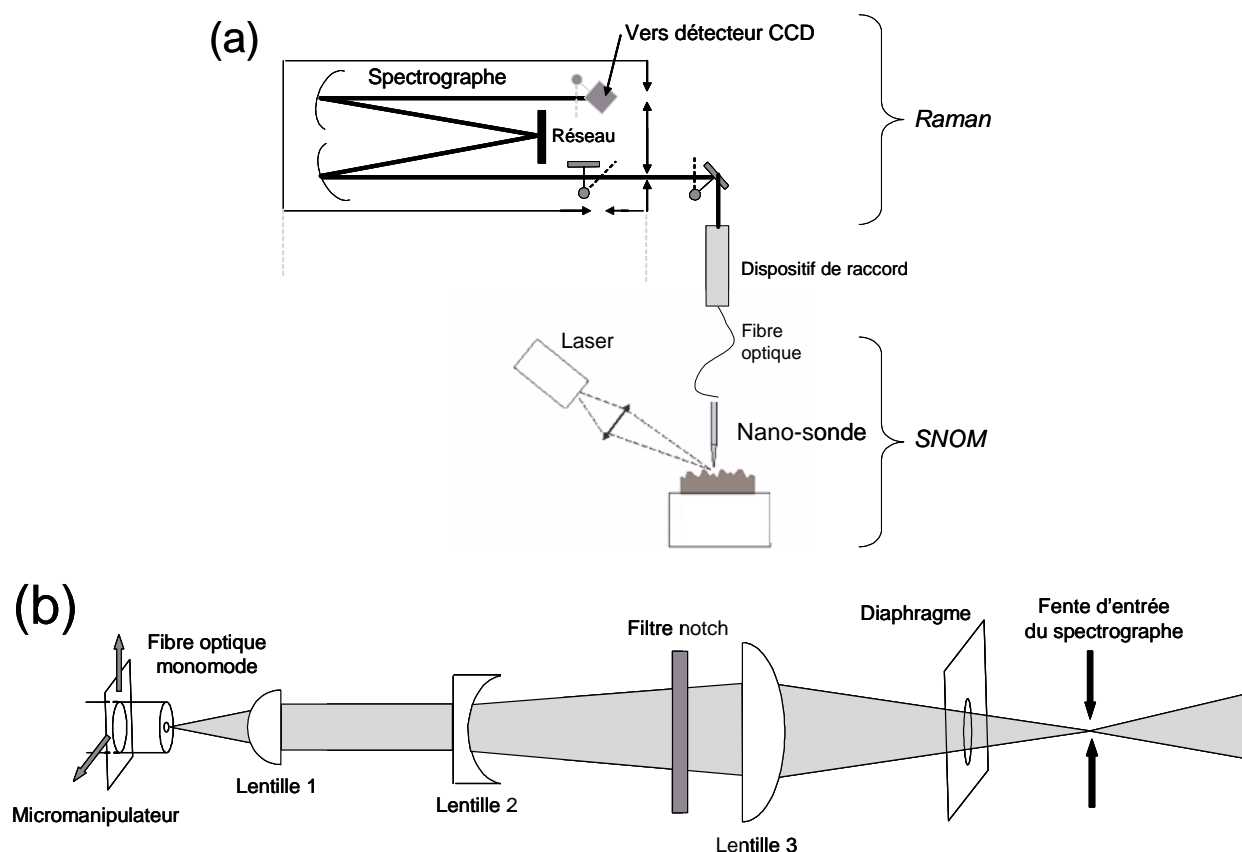 (a)
Vers détecteur CCD
Spectrographe
Réseau
Raman
Dispositif de raccord
Fibre
optique
Laser
Nano-sonde
SNOM
(b)
Fibre optique
monomode
Filtre notch
Diaphragme
Fente d'entrée
du spectrographe
Lentille 1
Lentille 2
Micromanipulateur
Lentille 3